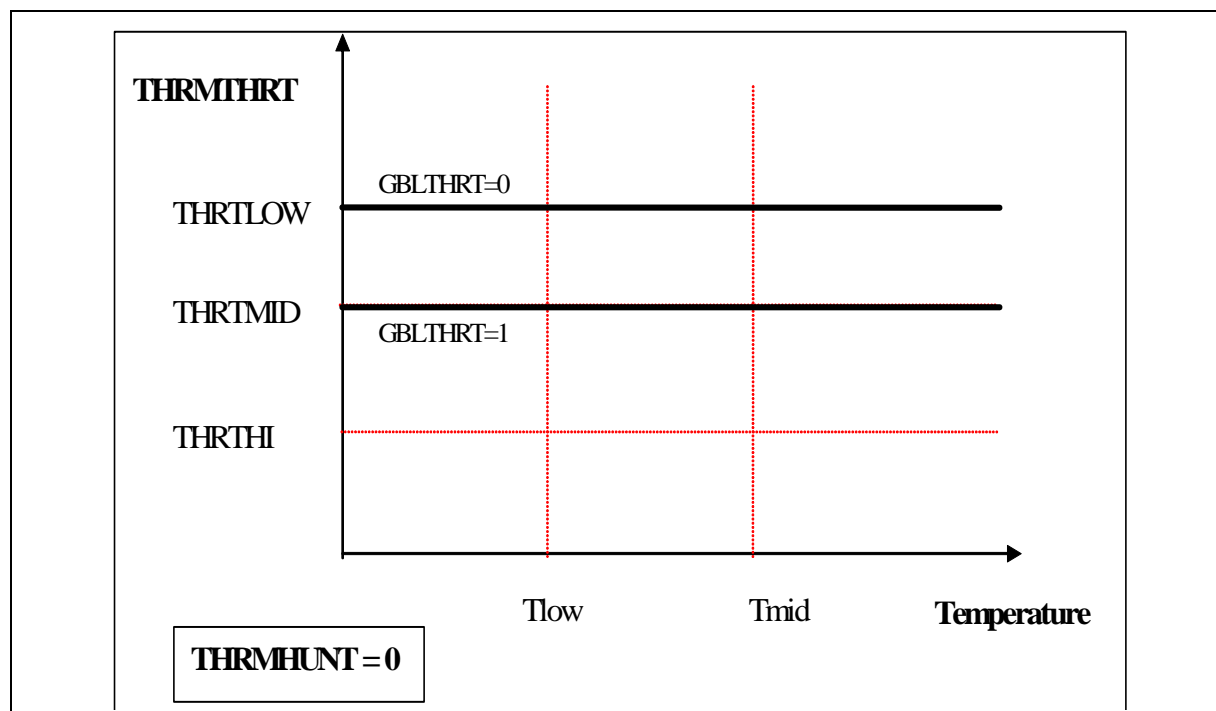 THRMTHRT
GBLTHRT=0
THRTLOW
THRTMID
GBLTHRT=1
THRTHI
Tlow Tmid Temperature
THRMHUNT = 0